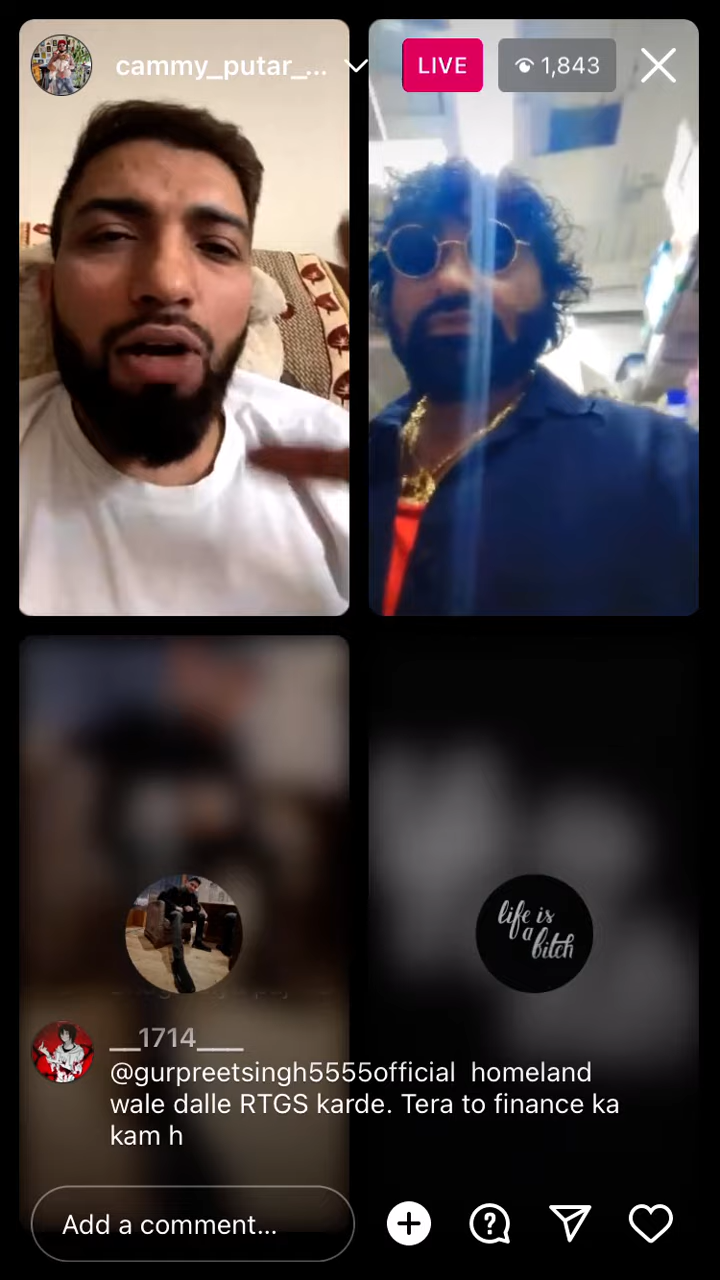 cammy_putar_...
LIVE
1,843
life is
a
bitch
__1714___
@gurpreetsingh5555official homeland
wale dalle RTGS karde. Tera to finance ka
kam h
Add a comment...